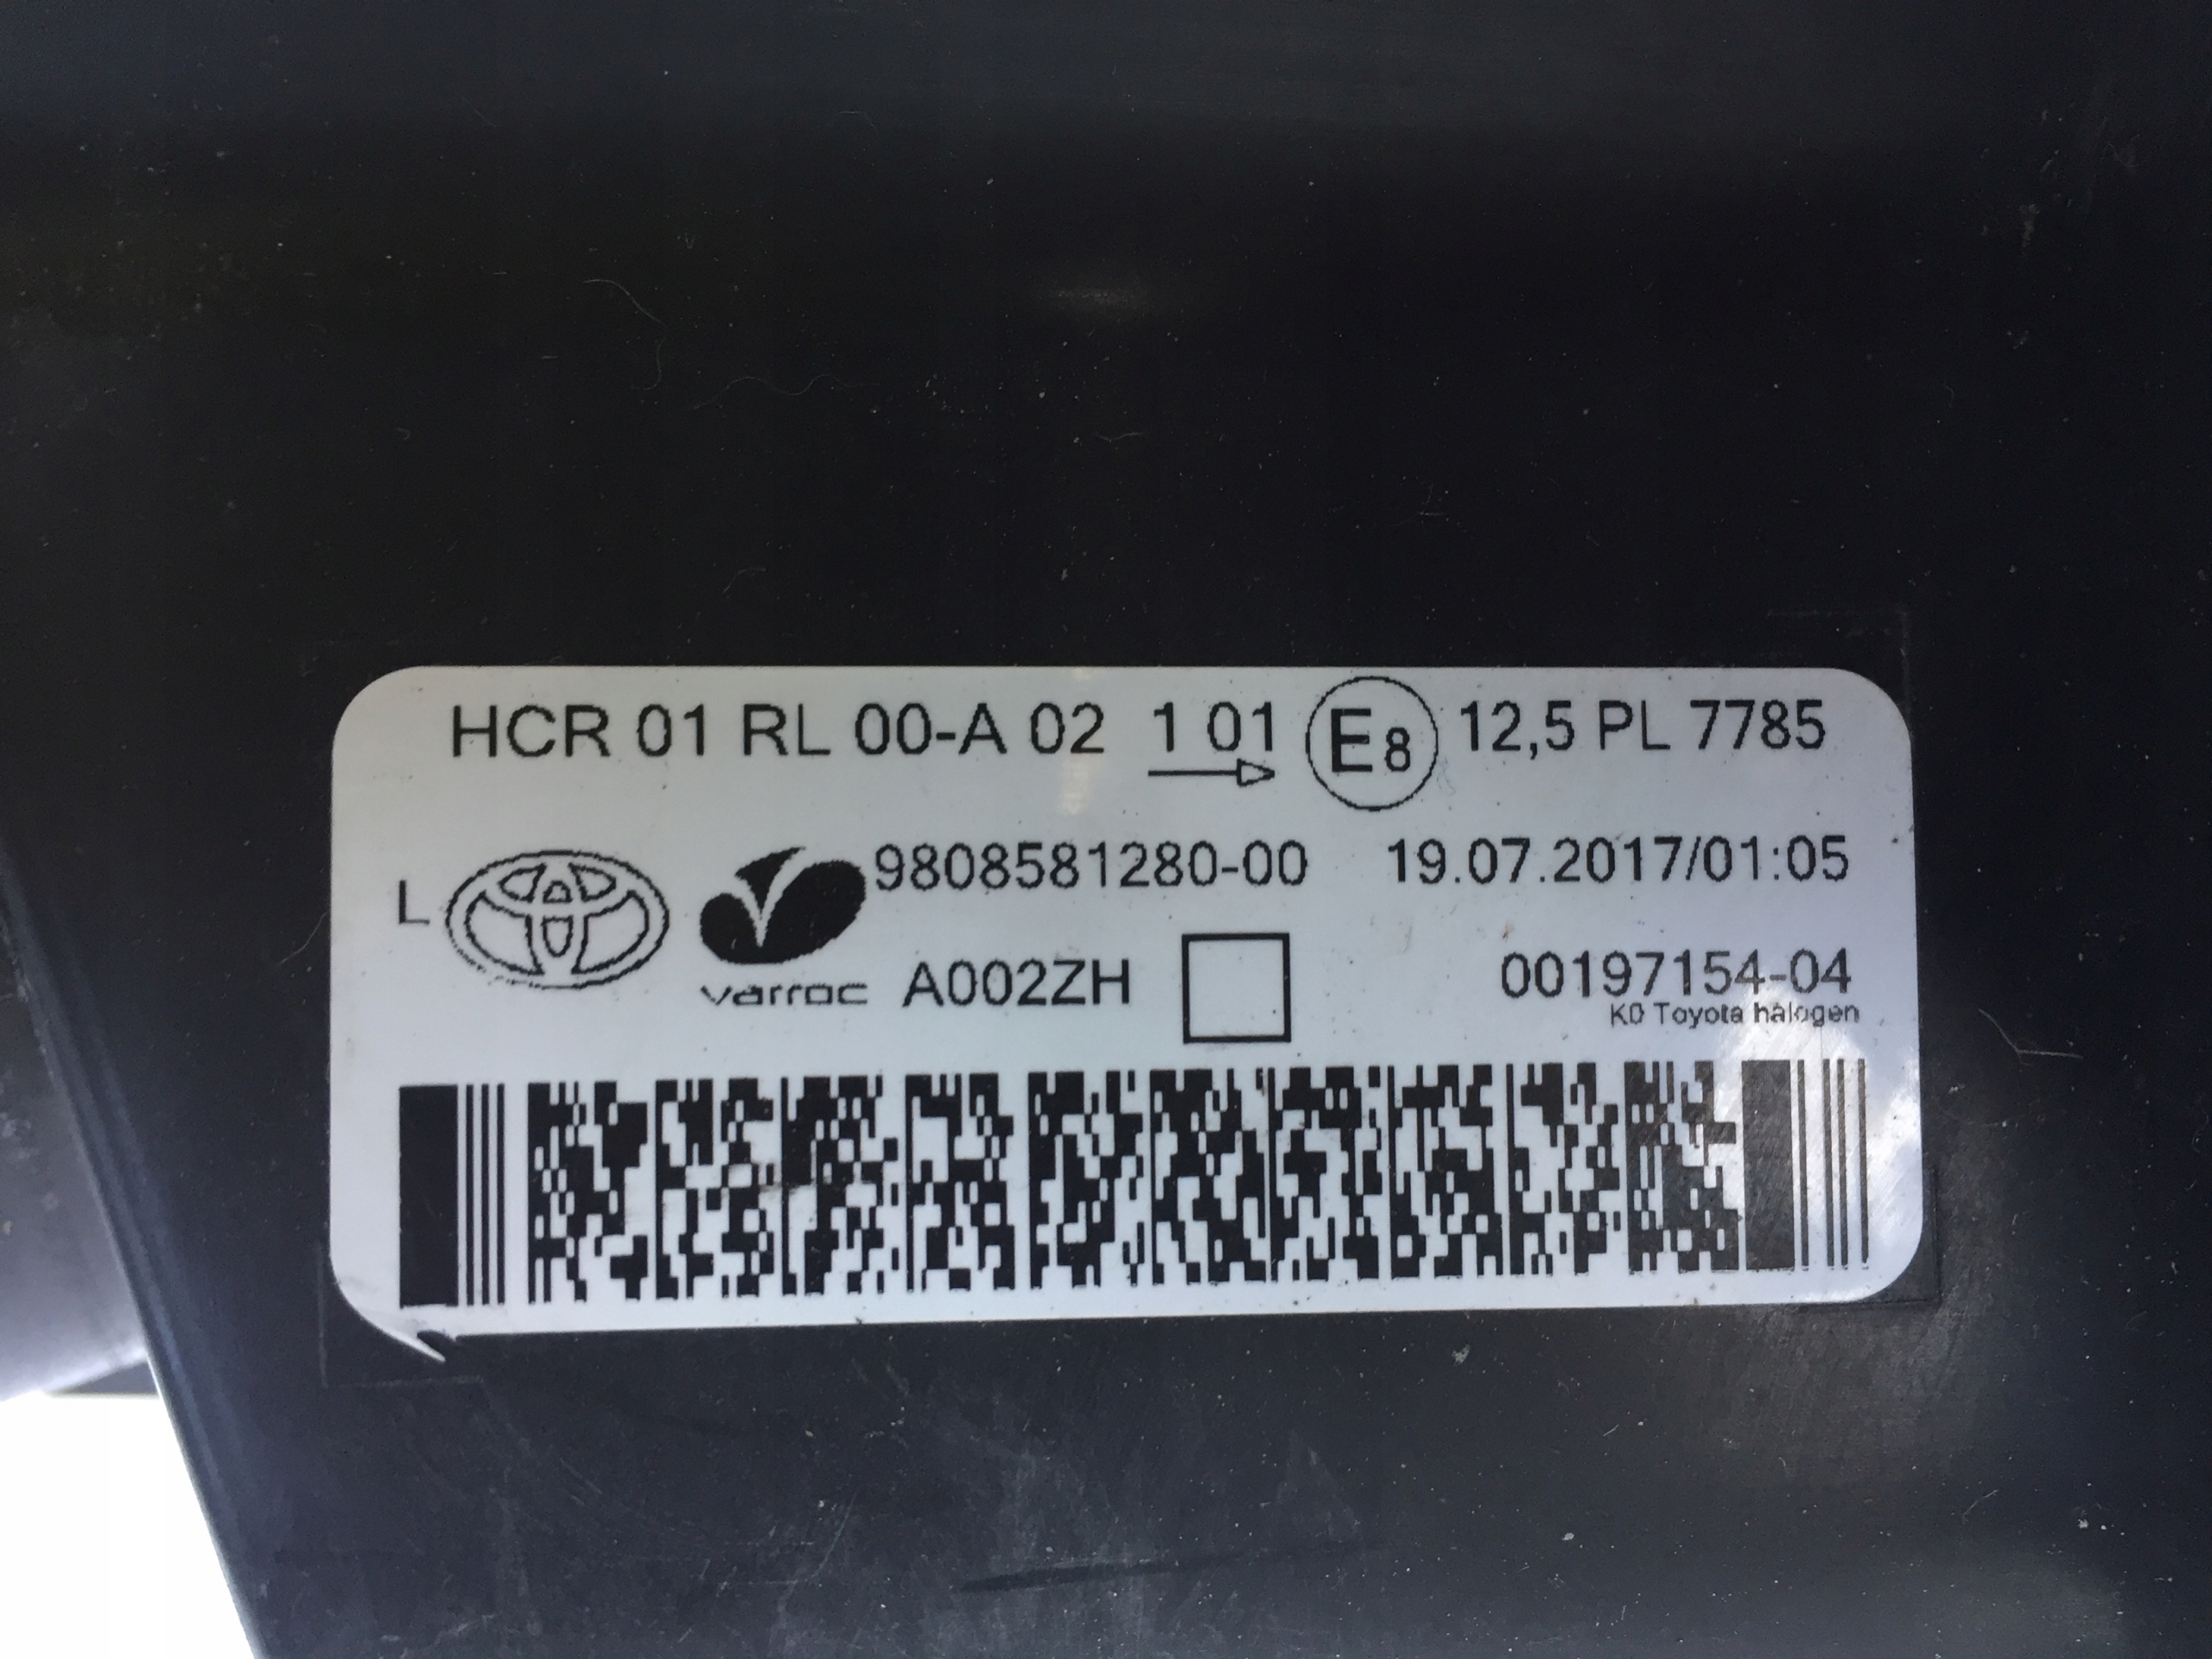 HCR 01 RL 00-A 02 1 01 E8 12,5 PL 7785
9808581280-00 19.07.2017/01:05
L
varroc A002ZH 00197154-04
K0 Toyota halogen